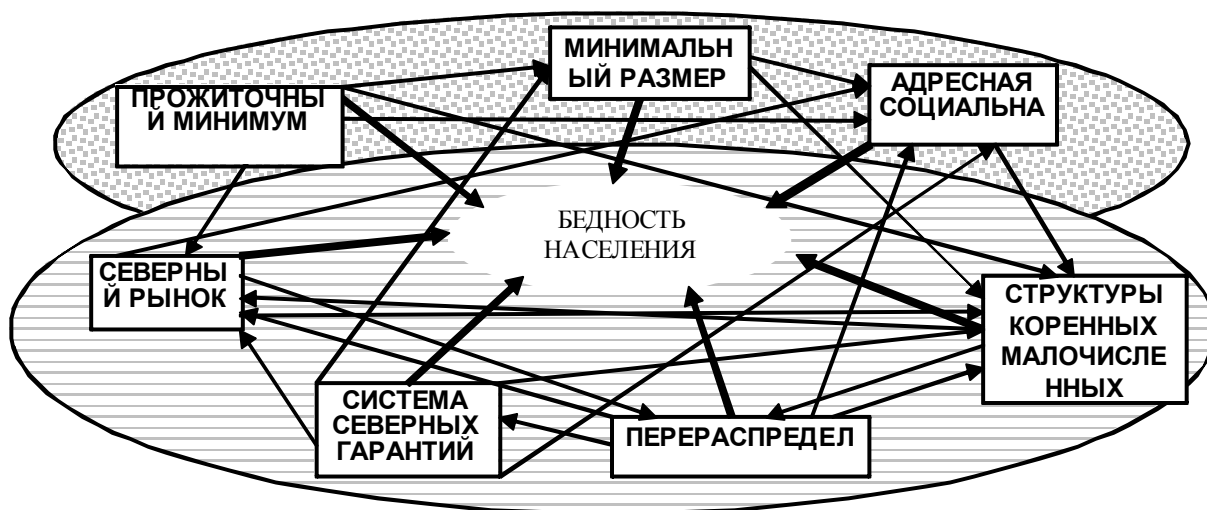 МИНИМАЛЬН
ЫЙ РАЗМЕР
АДРЕСНАЯ
СОЦИАЛЬНА
ПРОЖИТОЧНЫ
Й МИНИМУМ
БЕДНОСТЬ
НАСЕЛЕНИЯ
СЕВЕРНЫ
Й РЫНОК
СТРУКТУРЫ
КОРЕННЫХ
МАЛОЧИСЛЕ
ННЫХ
СИСТЕМА
СЕВЕРНЫХ
ГАРАНТИЙ
ПЕРЕРАСПРЕДЕЛ